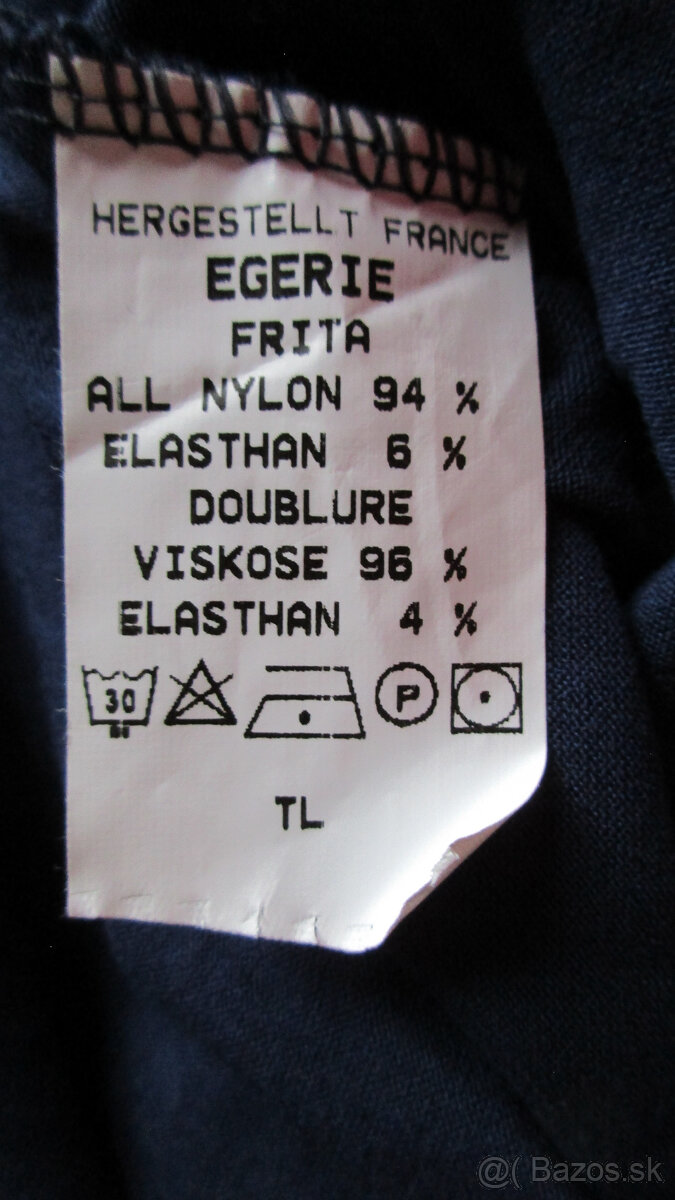 HERGESTELLT FRANCE
EGERIE
FRITA
ALL NYLON 94 %
ELASTHAN 6 %
DOUBLURE
VISKOSE 96 %
ELASTHAN 4 %
30 P
TL
@( Bazos.sk